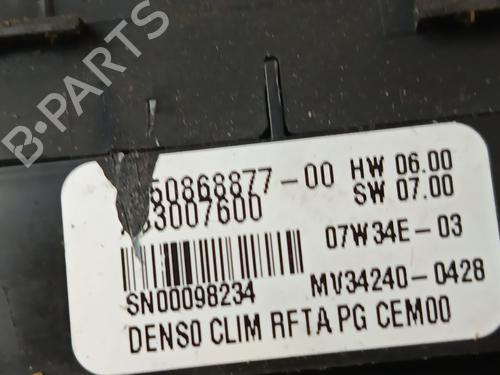 B-PARTS
50868877-00 HW 06.00
3007600 SW 07.00
07W34E-03
SN00098234 MV34240-0428
DENSO CLIM RFTA PG CEM00